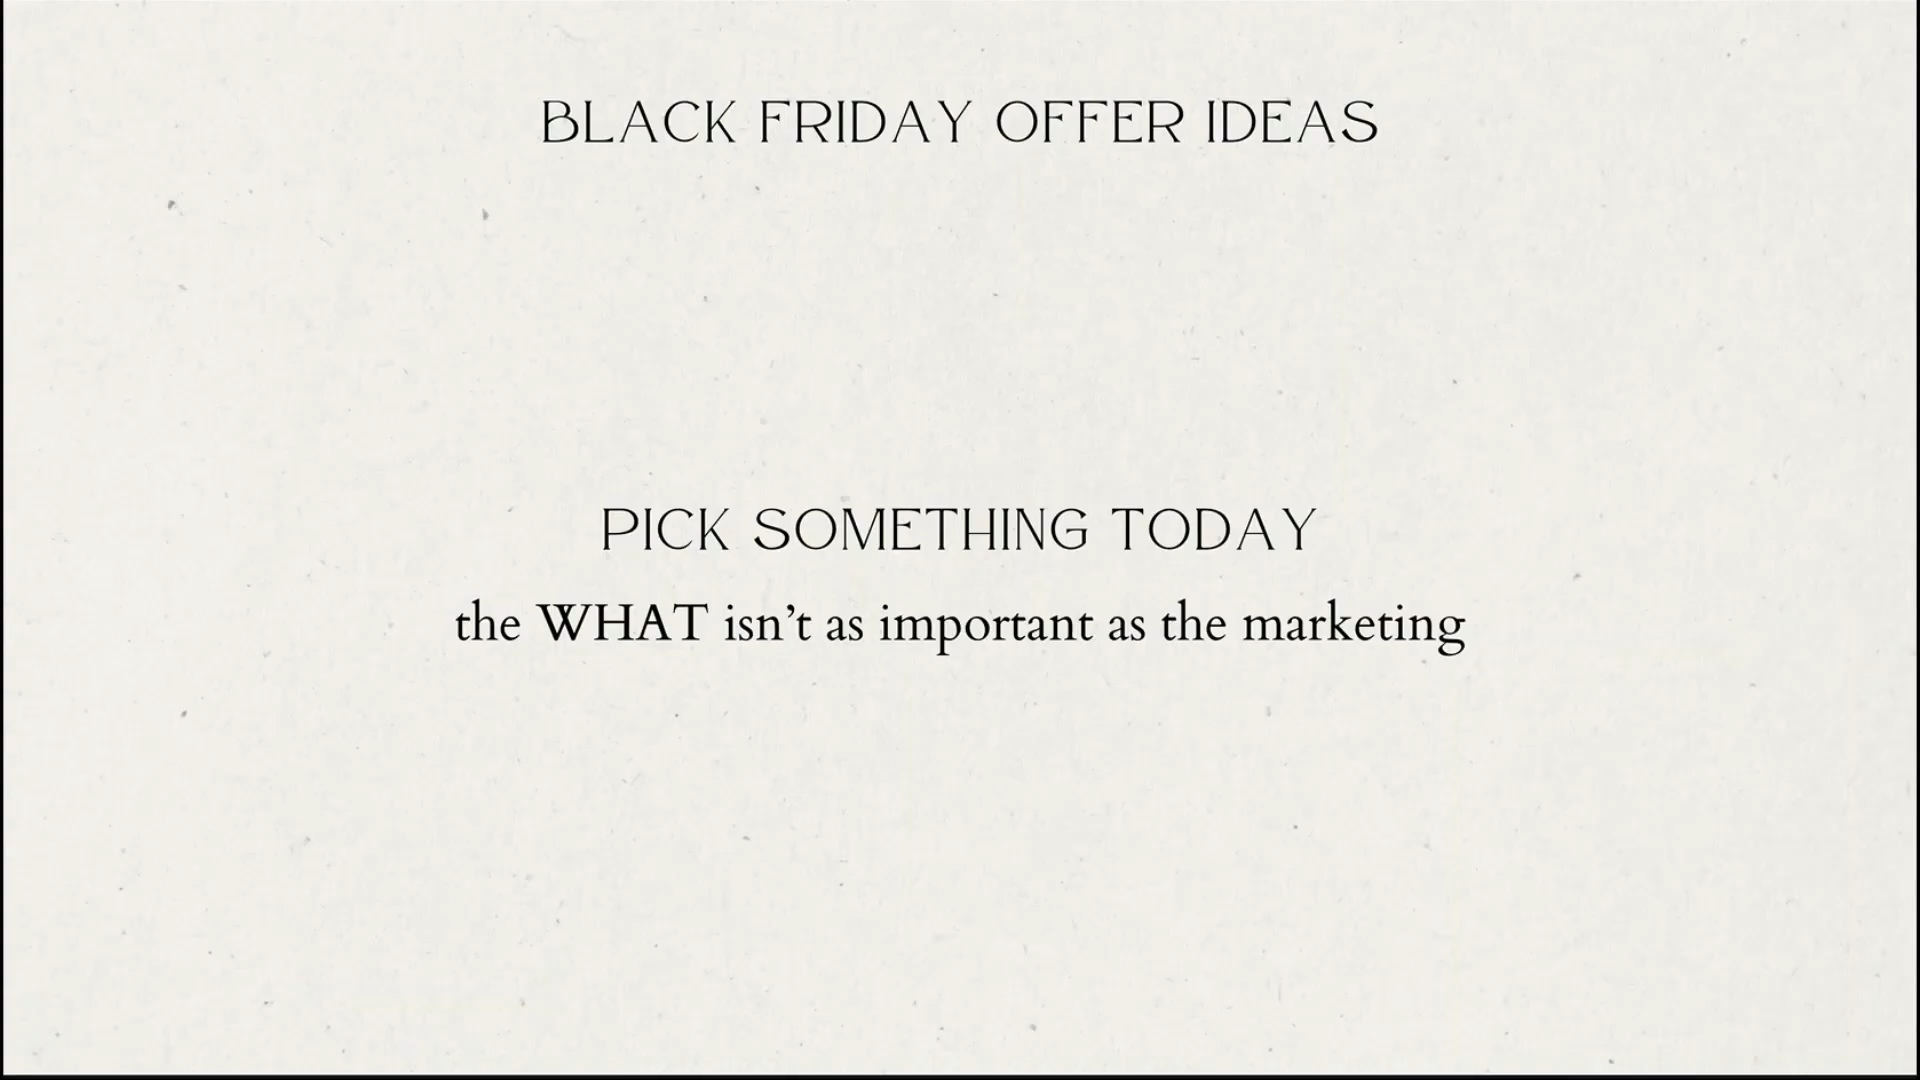 BLACK FRIDAY OFFER IDEAS
PICK SOMETHING TODAY
the WHAT isn’t as important as the marketing